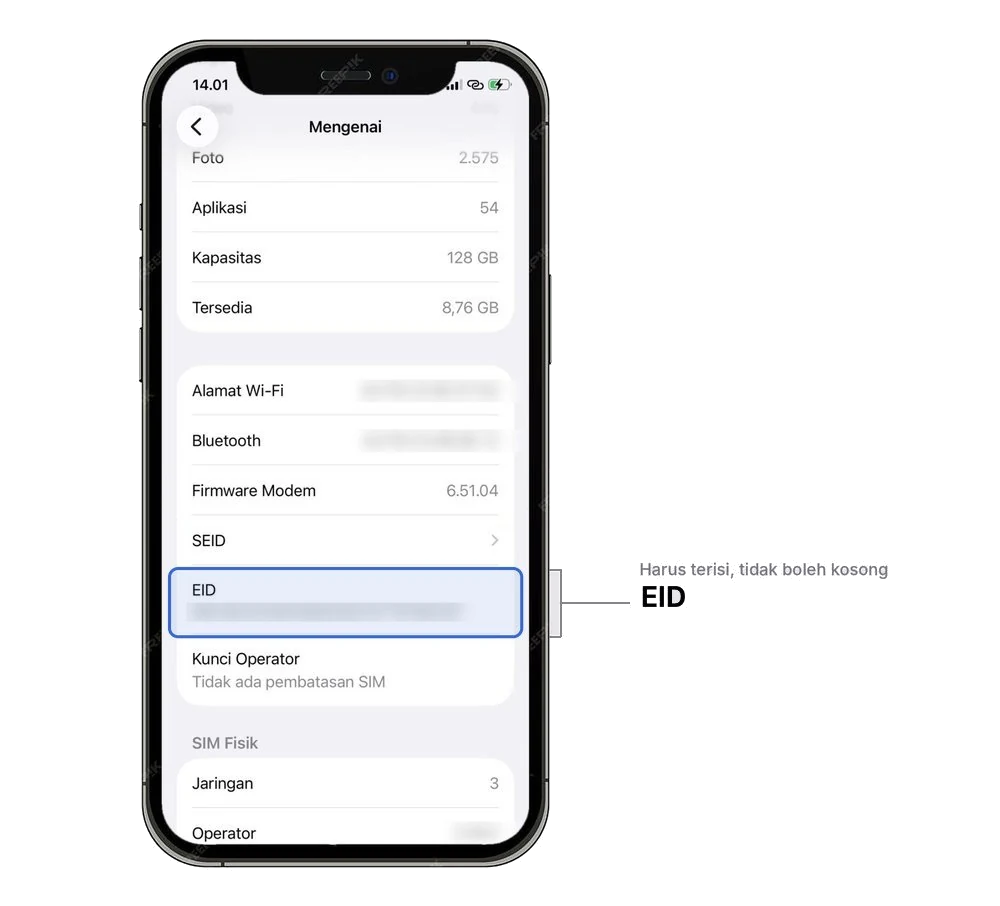 14.01
Mengenai
Foto 2.575
Aplikasi 54
Kapasitas 128 GB
Tersedia 8,76 GB
Alamat Wi-Fi
Bluetooth
Firmware Modem 6.51.04
SEID
EID
Harus terisi, tidak boleh kosong
EID
Kunci Operator
Tidak ada pembatasan SIM
SIM Fisik
Jaringan 3
Operator